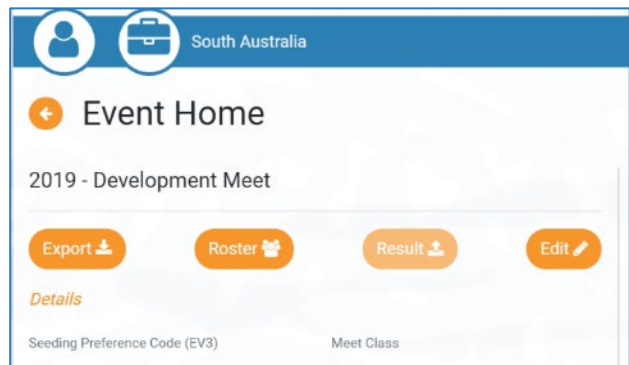 South Australia
Event Home
2019 - Development Meet
Export Roster Result Edit
Details
Seeding Preference Code (EV3) Meet Class